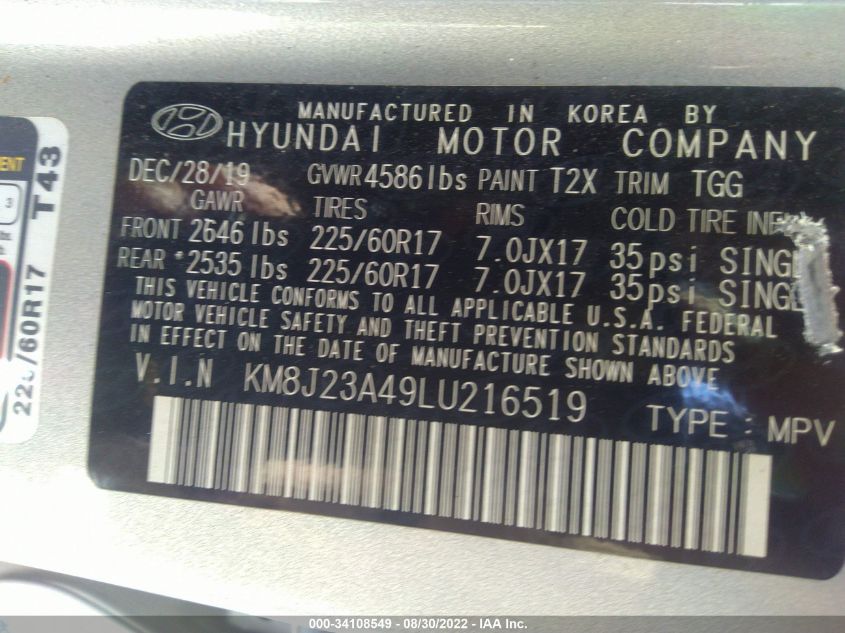 MANUFACTURED IN KOREA BY
HYUNDAI MOTOR COMPANY
DEC/28/19 GVWR 4586lbs PAINT T2X TRIM TGG
GAWR TIRES RIMS COLD TIRE
FRONT 2646 lbs 225/60R17 7.0JX17 35psi
REAR *2535 lbs 225/60R17 7.0JX17 35psi
THIS VEHICLE CONFORMS TO ALL APPLICABLE U.S.A. FEDERAL
MOTOR VEHICLE SAFETY AND THEFT PREVENTION STANDARDS
IN EFFECT ON THE DATE OF MANUFACTURE SHOWN ABOVE
V.I.N KM8J23A49LU216519 TYPE : MPV
T43
3
000-34108549 - 08/30/2022 - IAA Inc.